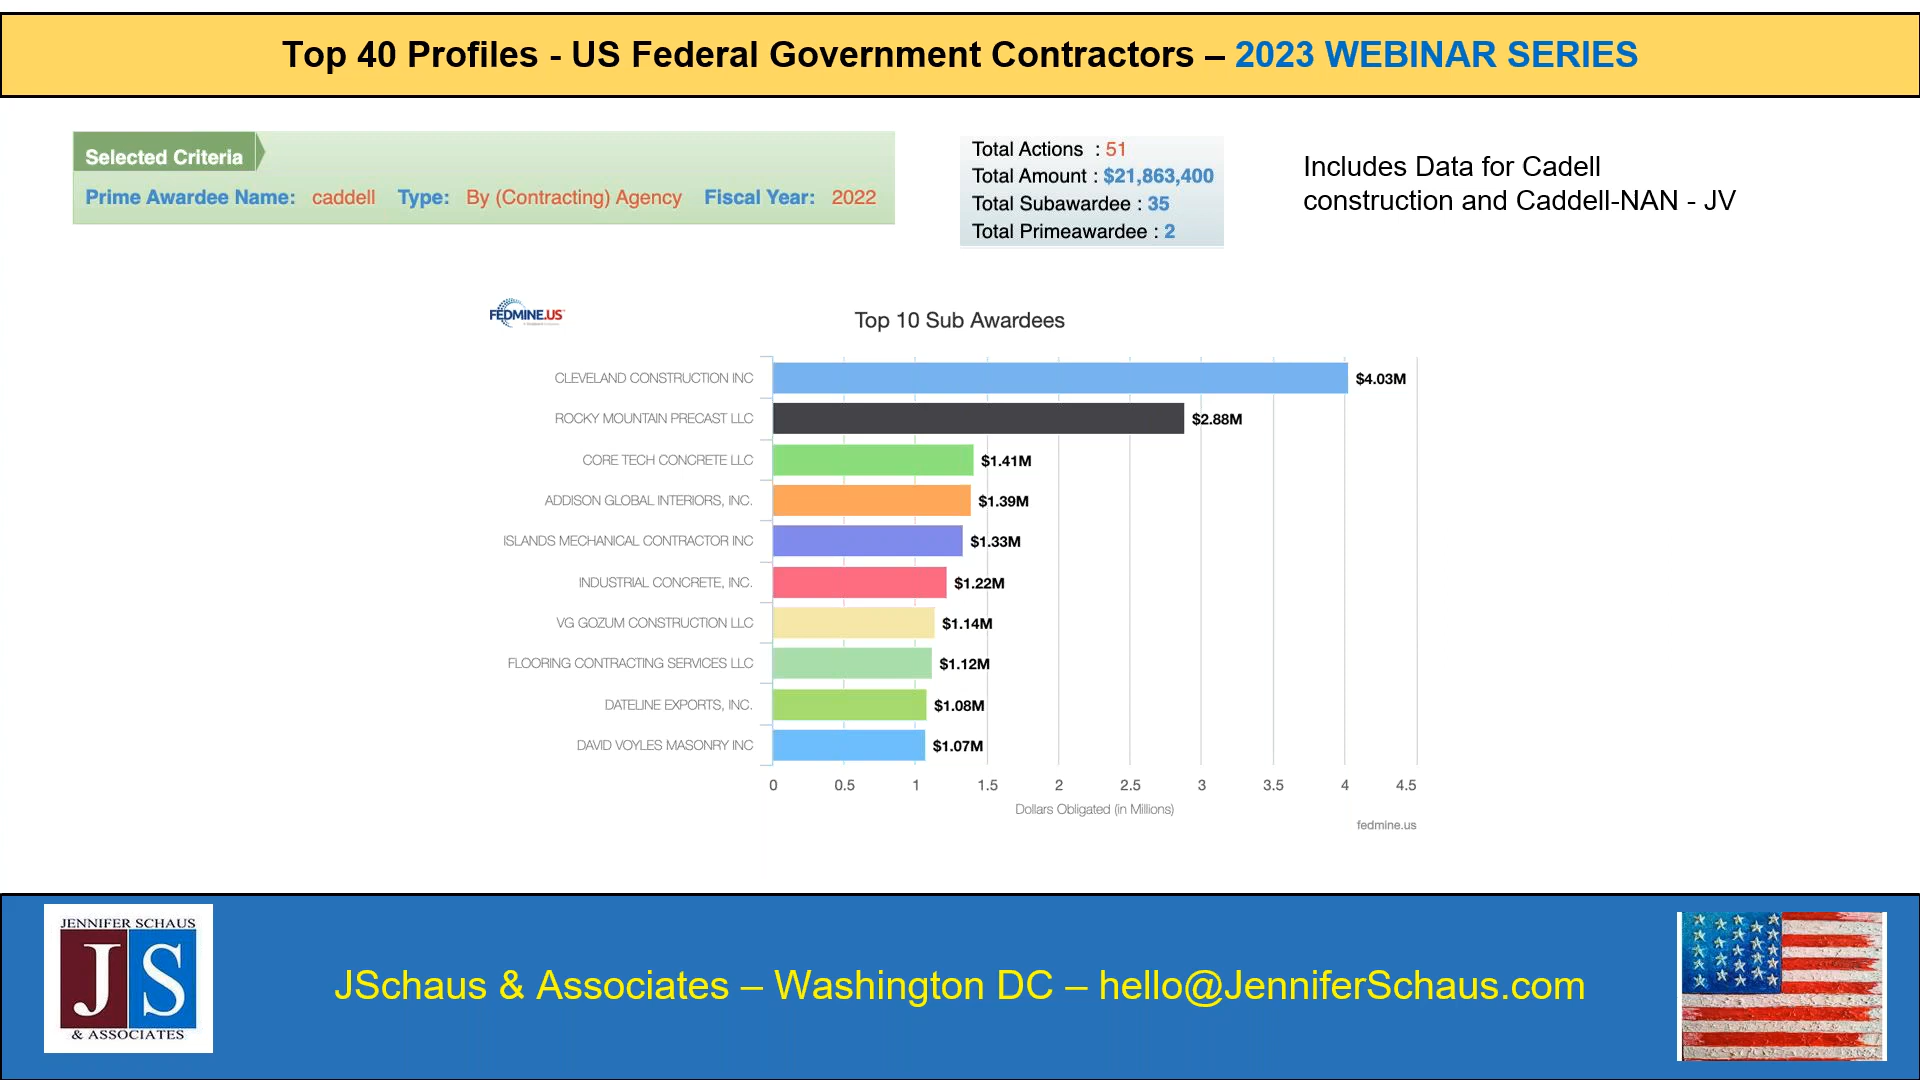 Top 40 Profiles - US Federal Government Contractors – 2023 WEBINAR SERIES
Selected Criteria
Prime Awardee Name: caddell Type: By (Contracting) Agency Fiscal Year: 2022
Total Actions : 51
Total Amount : $21,863,400
Total Subawardee : 35
Total Primeawardee : 2
Includes Data for Cadell
construction and Caddell-NAN - JV
FEDMINE.US
Top 10 Sub Awardees
CLEVELAND CONSTRUCTION INC $4.03M
ROCKY MOUNTAIN PRECAST LLC $2.88M
CORE TECH CONCRETE LLC $1.41M
ADDISON GLOBAL INTERIORS, INC. $1.39M
ISLANDS MECHANICAL CONTRACTOR INC $1.33M
INDUSTRIAL CONCRETE, INC. $1.22M
VG GOZUM CONSTRUCTION LLC $1.14M
FLOORING CONTRACTING SERVICES LLC $1.12M
DATELINE EXPORTS, INC. $1.08M
DAVID VOYLES MASONRY INC $1.07M
0 0.5 1 1.5 2 2.5 3 3.5 4 4.5
Dollars Obligated (in Millions)
fedmine.us
JENNIFER SCHAUS
JS
& ASSOCIATES
JSchaus & Associates – Washington DC – hello@JenniferSchaus.com